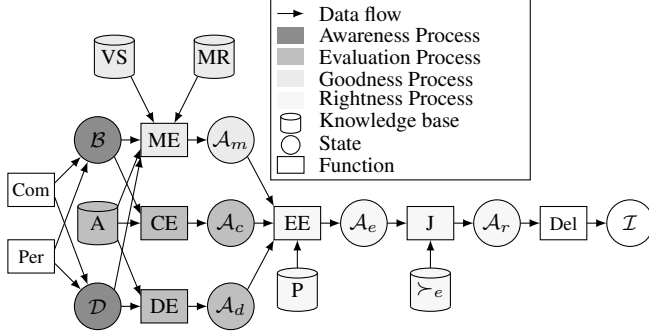 Data flow
Awareness Process
Evaluation Process
Goodness Process
Rightness Process
Knowledge base
State
Function
VS MR
ℬ ME 𝒜m
Com
A CE 𝒜c EE 𝒜e J 𝒜r Del ℐ
Per
𝒟 DE 𝒜d P ≻e